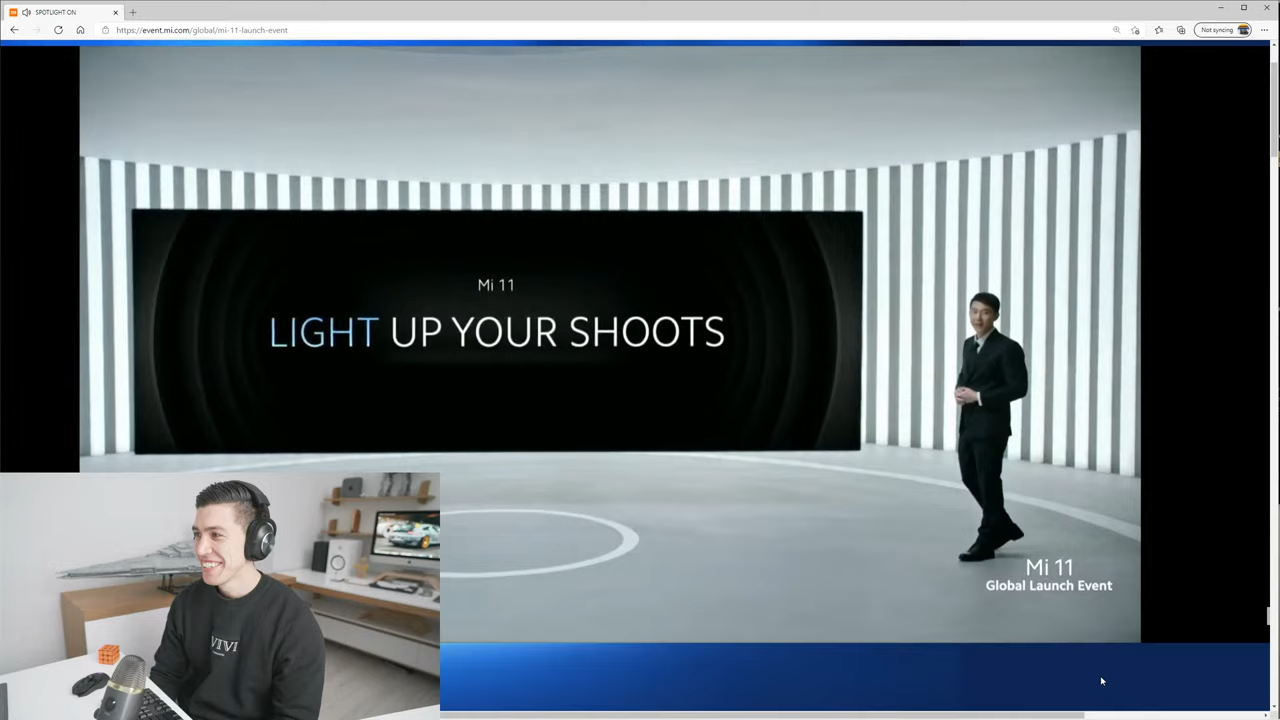 SPOTLIGHT ON
https://event.mi.com/global/mi-11-launch-event
Not syncing
Mi 11
LIGHT UP YOUR SHOOTS
Mi 11
Global Launch Event